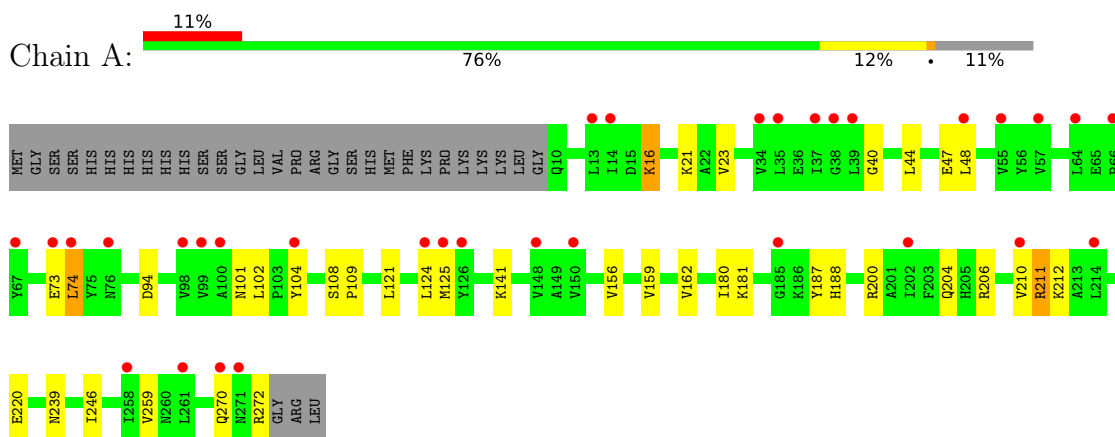 11%
Chain A:
76% 12% • 11%
MET GLY SER SER HIS HIS HIS HIS HIS HIS SER SER GLY LEU VAL PRO ARG GLY SER HIS MET PHE LYS PRO LYS LYS LYS LEU GLY Q10 L13 I14 D15 K16 K21 A22 V23 V34 L35 E36 I37 G38 L39 G40 L44 E47 L48 V55 Y56 V57 L64 E65 R66
Y67 E73 L74 Y75 N76 D94 V98 V99 A100 N101 L102 P103 Y104 S108 P109 L121 L124 M125 Y126 K141 V148 A149 V150 V156 V159 V162 I180 K181 G185 K186 Y187 H188 R200 A201 I202 F203 Q204 H205 R206 V210 R211 K212 A213 L214
E220 N239 I246 I258 V259 N260 L261 Q270 N271 R272 GLY ARG LEU